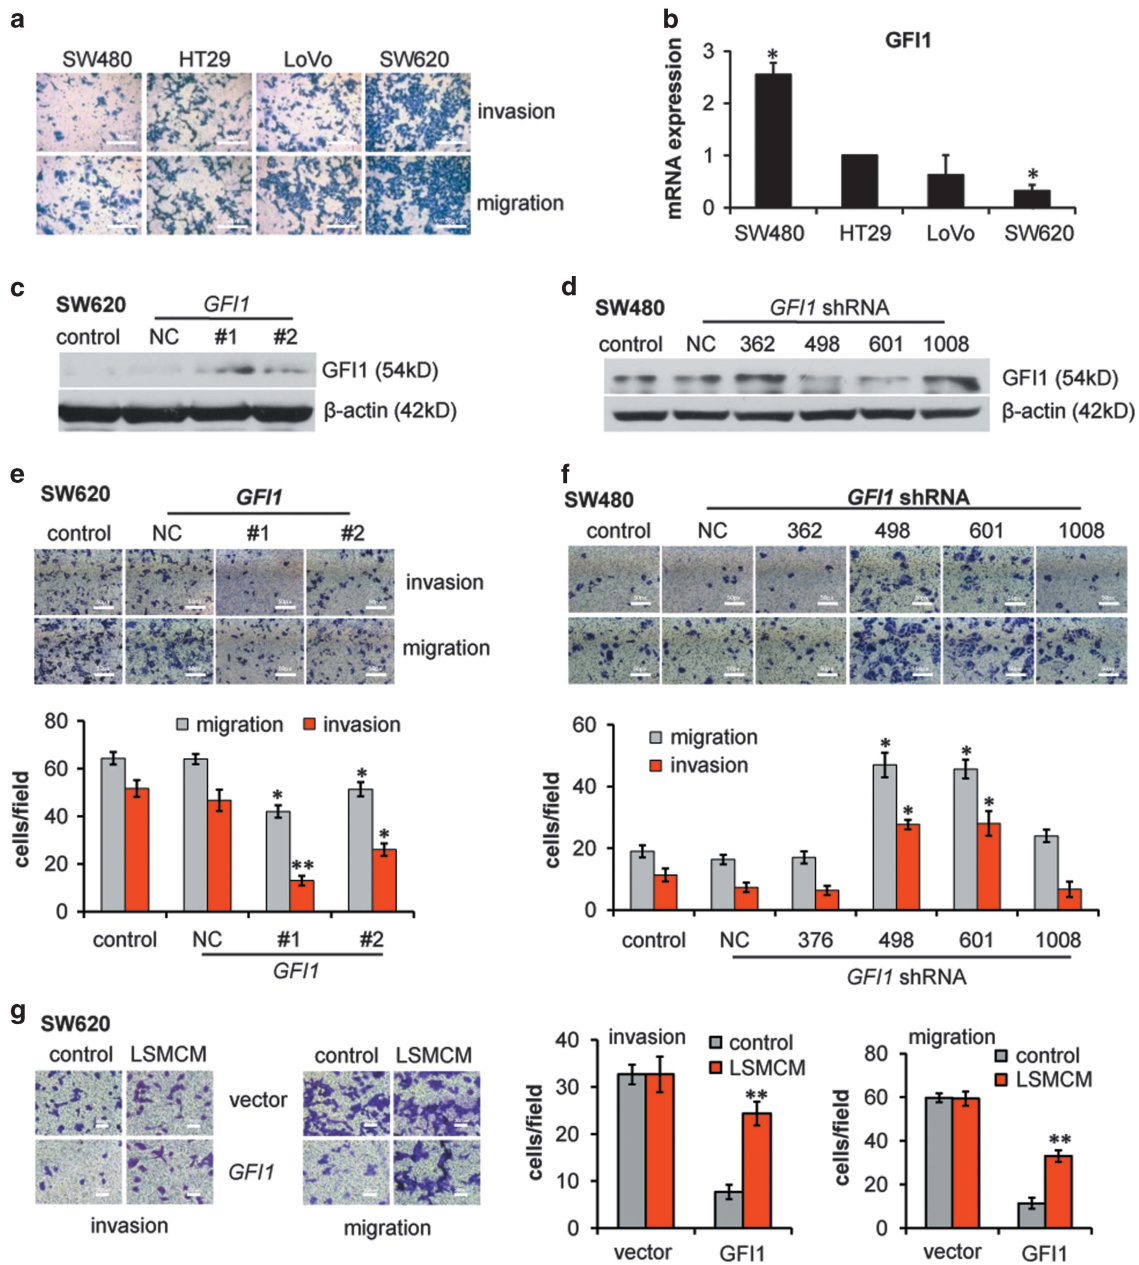 a
SW480 HT29 LoVo SW620
invasion
migration
b
GFI1
mRNA expression
3
2
1
0
* *
SW480 HT29 LoVo SW620
c
SW620 GFI1
control NC #1 #2
GFI1 (54kD)
β-actin (42kD)
d
SW480 GFI1 shRNA
control NC 362 498 601 1008
GFI1 (54kD)
β-actin (42kD)
e
SW620 GFI1
control NC #1 #2
invasion
migration
migration invasion
cells/field
80
60
40
20
0
* ** * *
control NC #1 #2
GFI1
f
SW480 GFI1 shRNA
control NC 362 498 601 1008
migration
invasion
cells/field
60
40
20
0
* * * *
control NC 376 498 601 1008
GFI1 shRNA
g
SW620
control LSMCM control LSMCM
vector
GFI1
invasion migration
invasion
control
LSMCM
cells/field
40
30
20
10
0
**
vector GFI1
migration
control
LSMCM
cells/field
80
60
40
20
0
**
vector GFI1